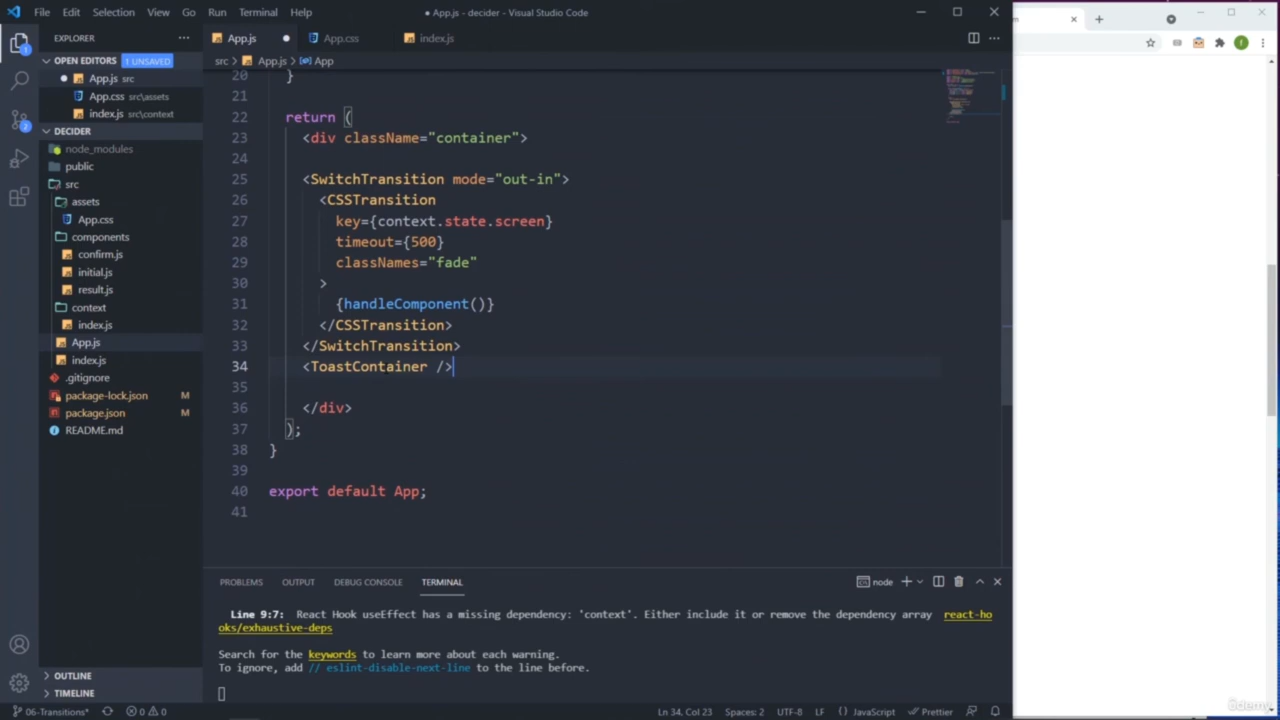 File Edit Selection View Go Run Terminal Help
● App.js - decider - Visual Studio Code
EXPLORER
OPEN EDITORS 1 UNSAVED
App.js src
App.css src\assets
index.js src\context
DECIDER
node_modules
public
src
assets
App.css
components
confirm.js
initial.js
result.js
context
index.js
App.js
index.js
.gitignore
package-lock.json M
package.json M
README.md
OUTLINE
TIMELINE
App.js App.css index.js
src > App.js > App
20 }
21
22 return (
23 <div className="container">
24
25 <SwitchTransition mode="out-in">
26 <CSSTransition
27 key={context.state.screen}
28 timeout={500}
29 classNames="fade"
30 >
31 {handleComponent()}
32 </CSSTransition>
33 </SwitchTransition>
34 <ToastContainer />
35
36 </div>
37 );
38 }
39
40 export default App;
41
PROBLEMS OUTPUT DEBUG CONSOLE TERMINAL
node
Line 9:7: React Hook useEffect has a missing dependency: 'context'. Either include it or remove the dependency array react-ho
oks/exhaustive-deps
Search for the keywords to learn more about each warning.
To ignore, add // eslint-disable-next-line to the line before.
06-Transitions* 0 0
Ln 34, Col 23 Spaces: 2 UTF-8 LF {} JavaScript Prettier
ûdemy